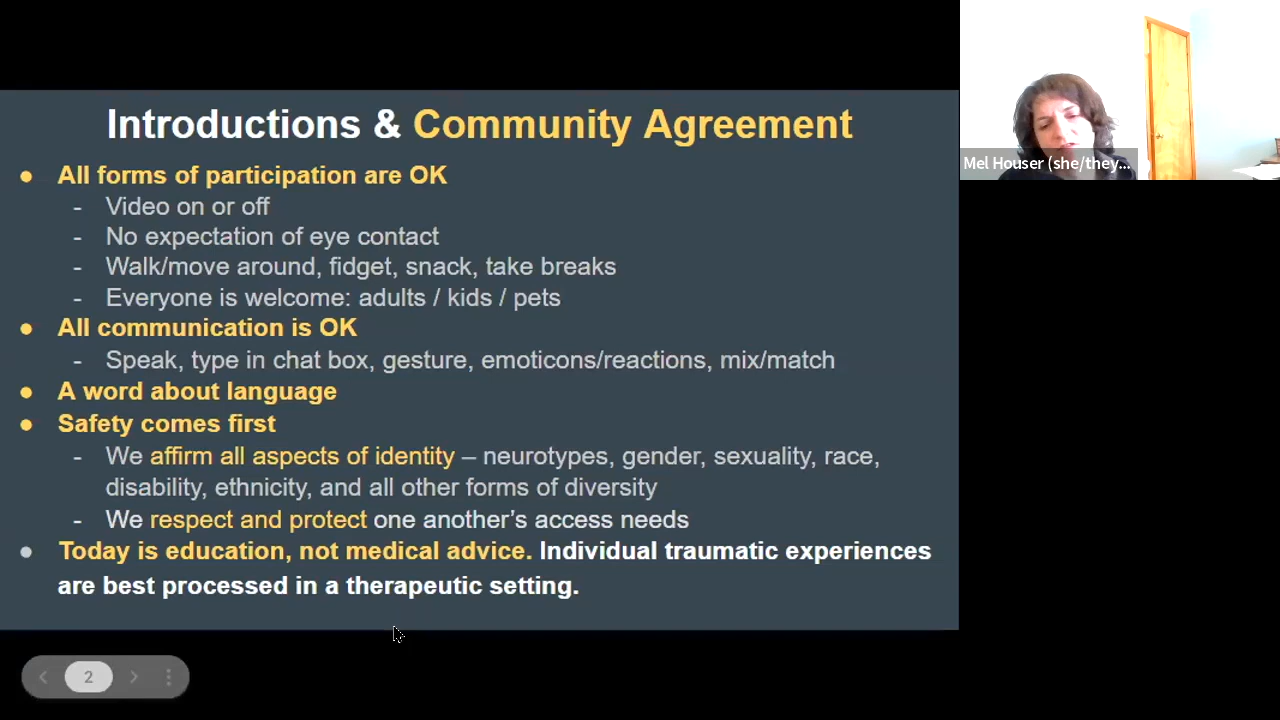 Introductions & Community Agreement
● All forms of participation are OK
- Video on or off
- No expectation of eye contact
- Walk/move around, fidget, snack, take breaks
- Everyone is welcome: adults / kids / pets
● All communication is OK
- Speak, type in chat box, gesture, emoticons/reactions, mix/match
● A word about language
● Safety comes first
- We affirm all aspects of identity – neurotypes, gender, sexuality, race,
disability, ethnicity, and all other forms of diversity
- We respect and protect one another's access needs
● Today is education, not medical advice. Individual traumatic experiences
are best processed in a therapeutic setting.
Mel Houser (she/they...
2